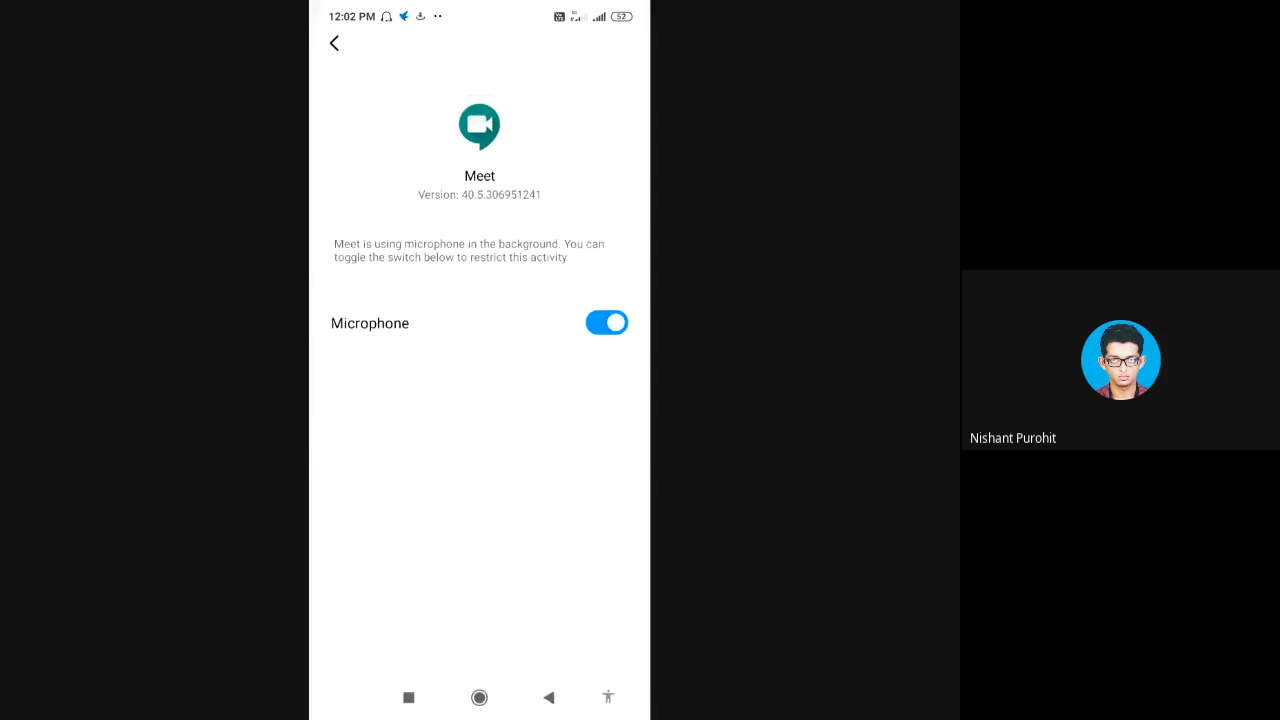 12:02 PM
52
Meet
Version: 40.5.306951241
Meet is using microphone in the background. You can
toggle the switch below to restrict this activity.
Microphone
Nishant Purohit